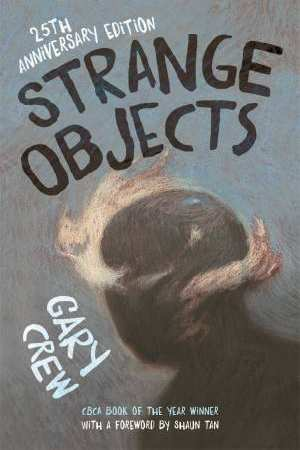 25TH
ANNIVERSARY EDITION
STRANGE
OBJECTS
GARY
CREW
CBCA BOOK OF THE YEAR WINNER
WITH A FOREWORD BY SHAUN TAN